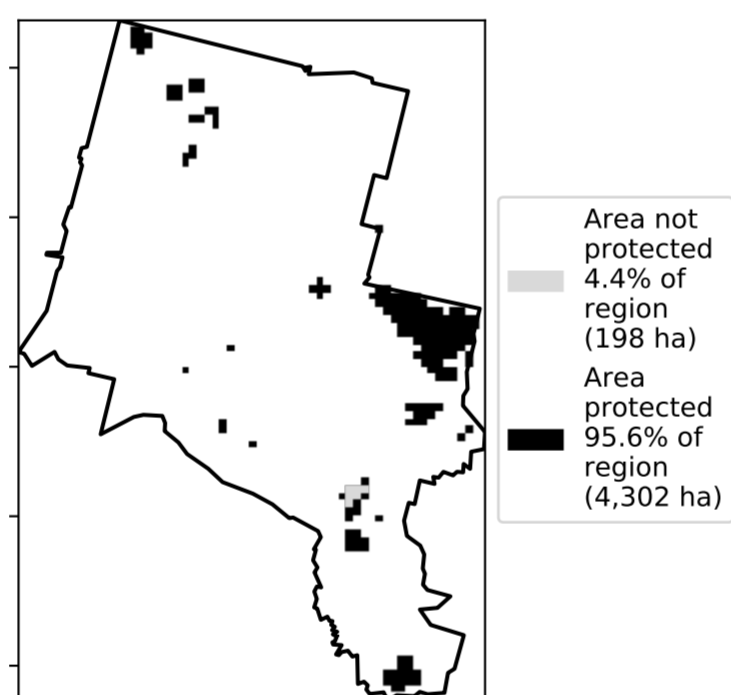 Area not
protected
4.4% of
region
(198 ha)
Area
protected
95.6% of
region
(4,302 ha)